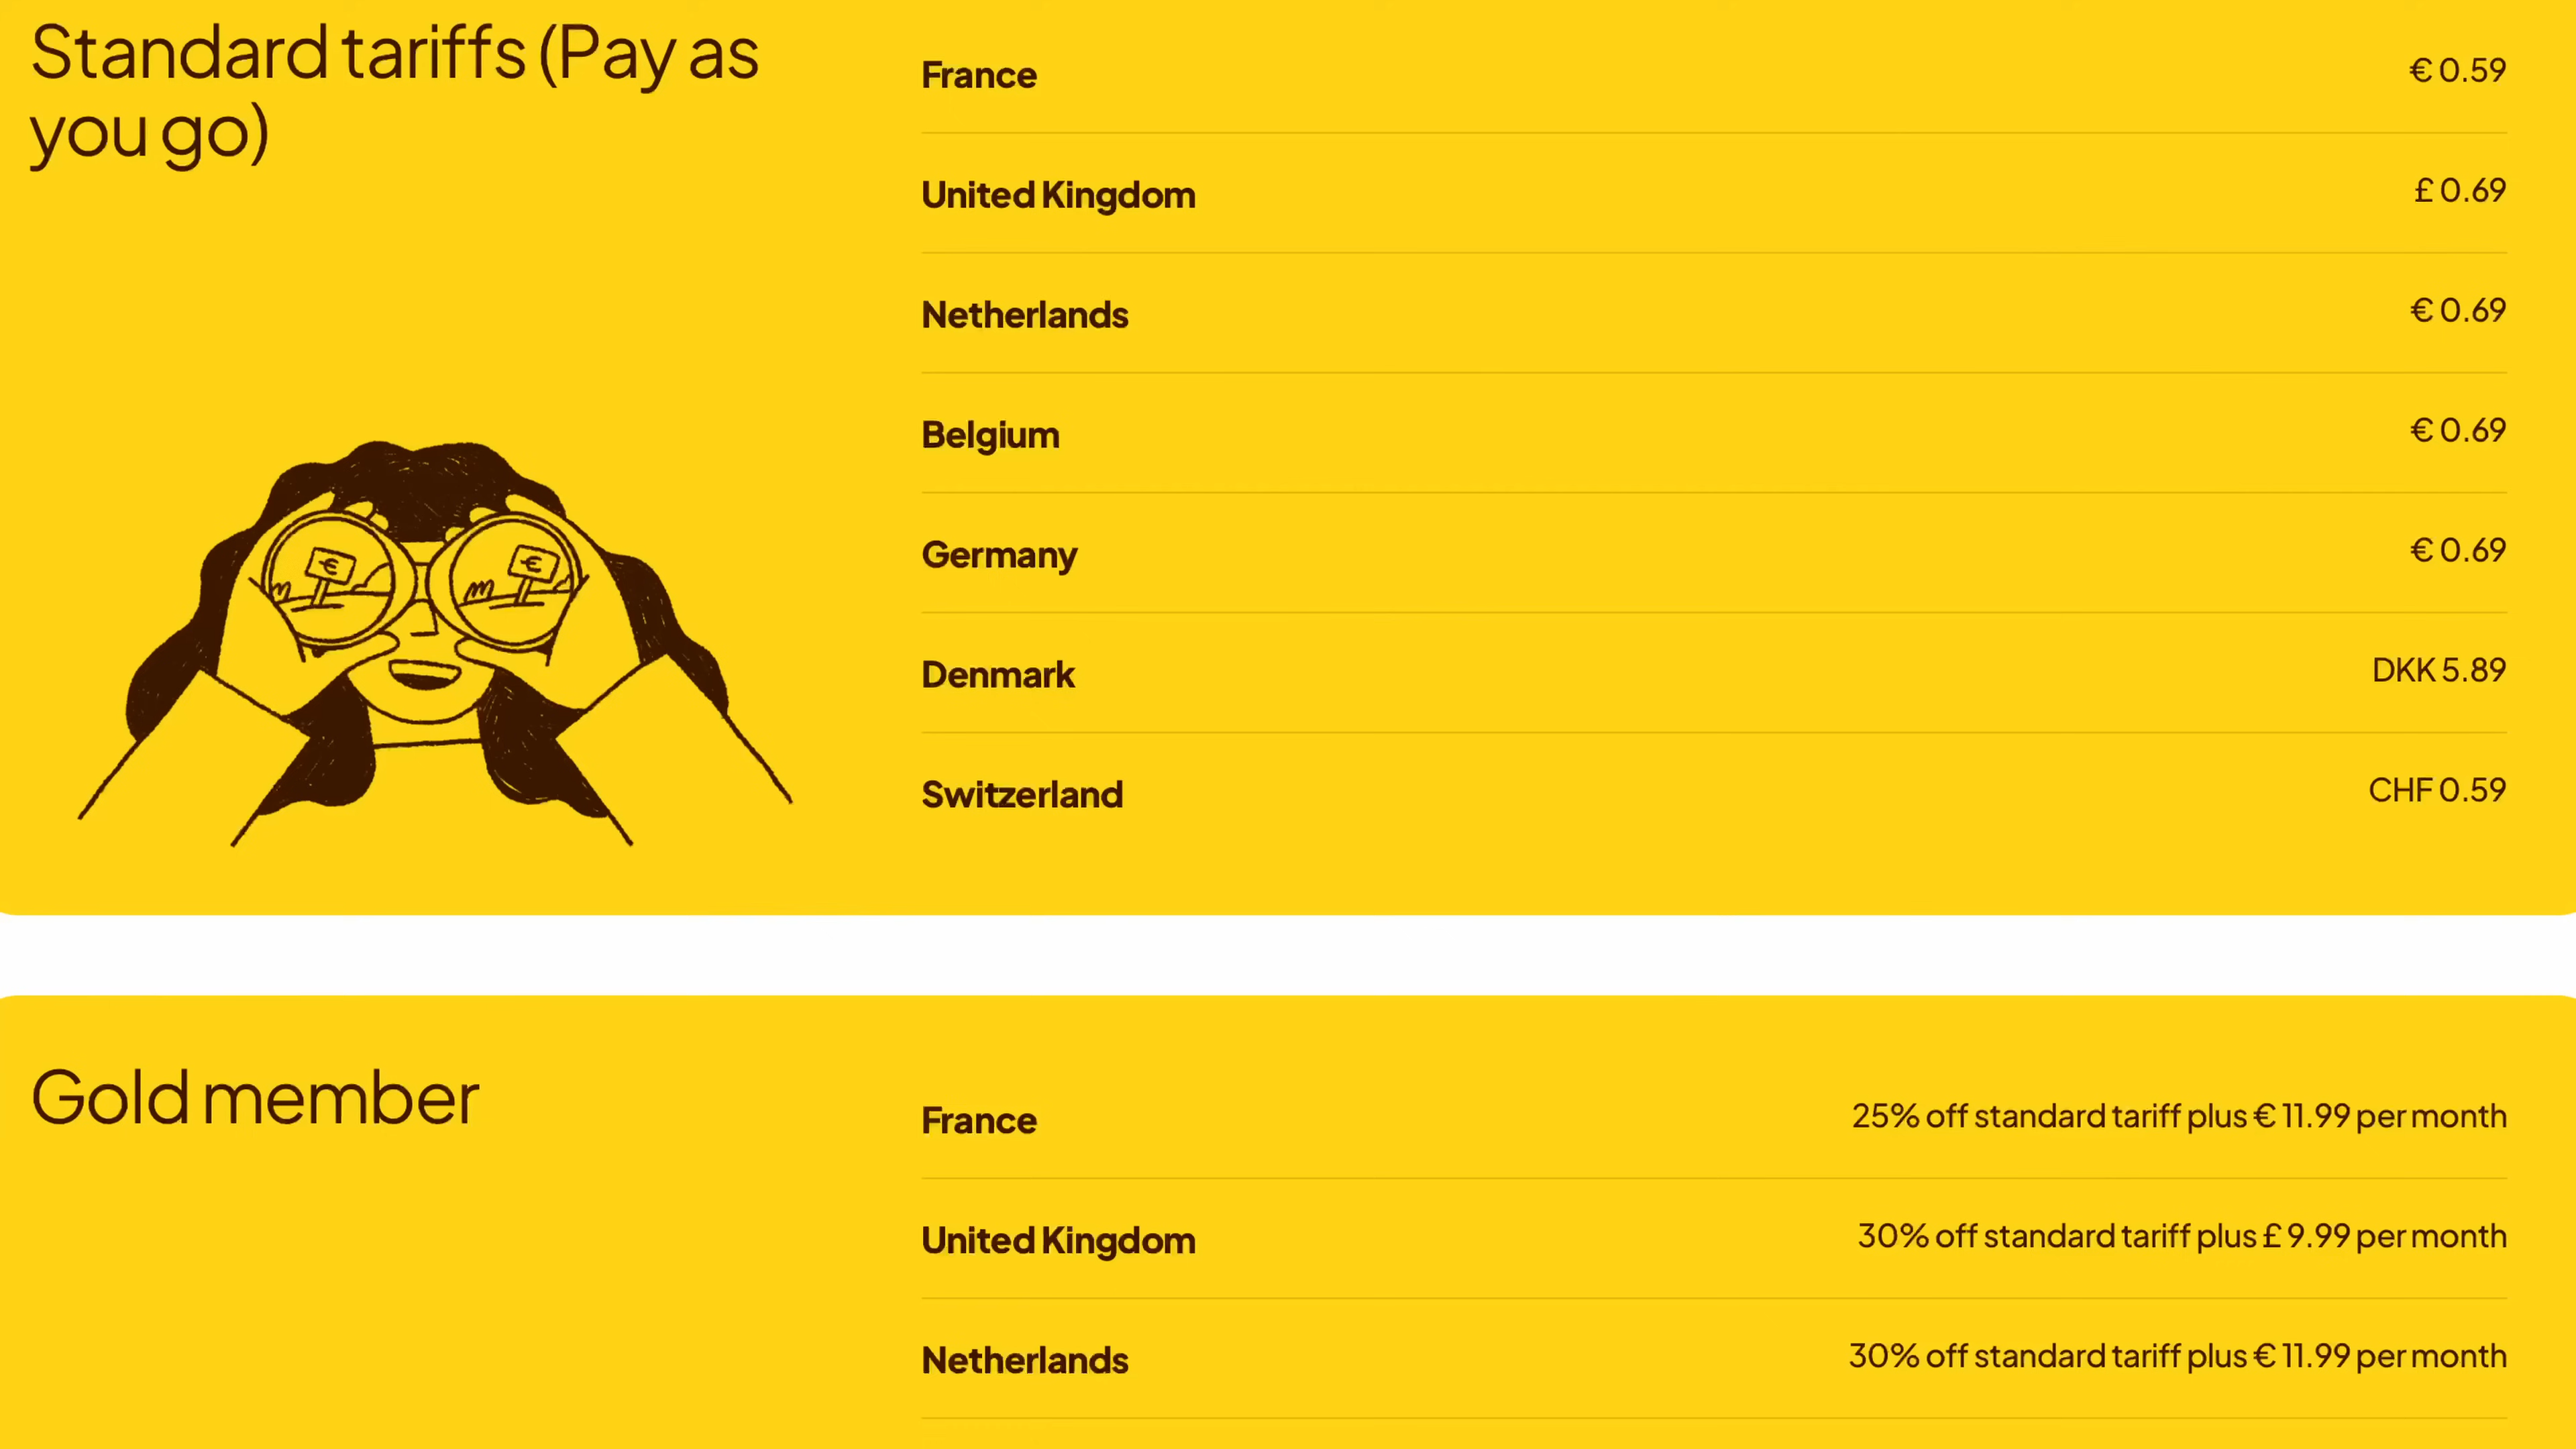 Standard tariffs (Pay as
you go)
France € 0.59
United Kingdom £ 0.69
Netherlands € 0.69
Belgium € 0.69
Germany € 0.69
Denmark DKK 5.89
Switzerland CHF 0.59
€ €
Gold member
France 25% off standard tariff plus € 11.99 per month
United Kingdom 30% off standard tariff plus £ 9.99 per month
Netherlands 30% off standard tariff plus € 11.99 per month